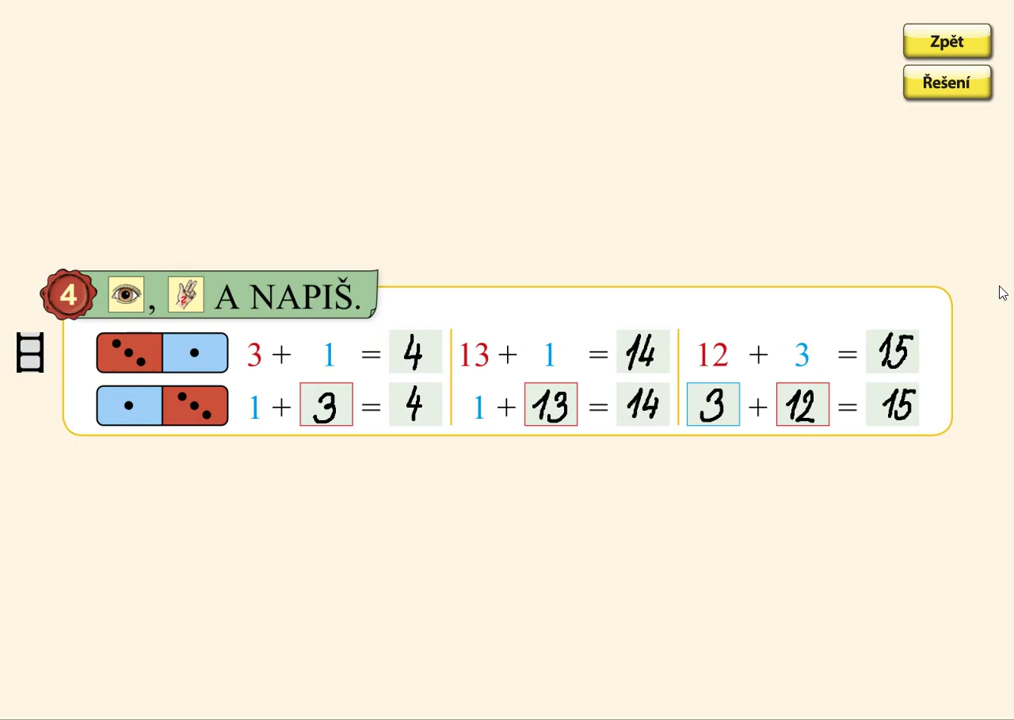 Zpět
Řešení
4 , A NAPIŠ.
3 + 1 = 4 13 + 1 = 14 12 + 3 = 15
1 + 3 = 4 1 + 13 = 14 3 + 12 = 15